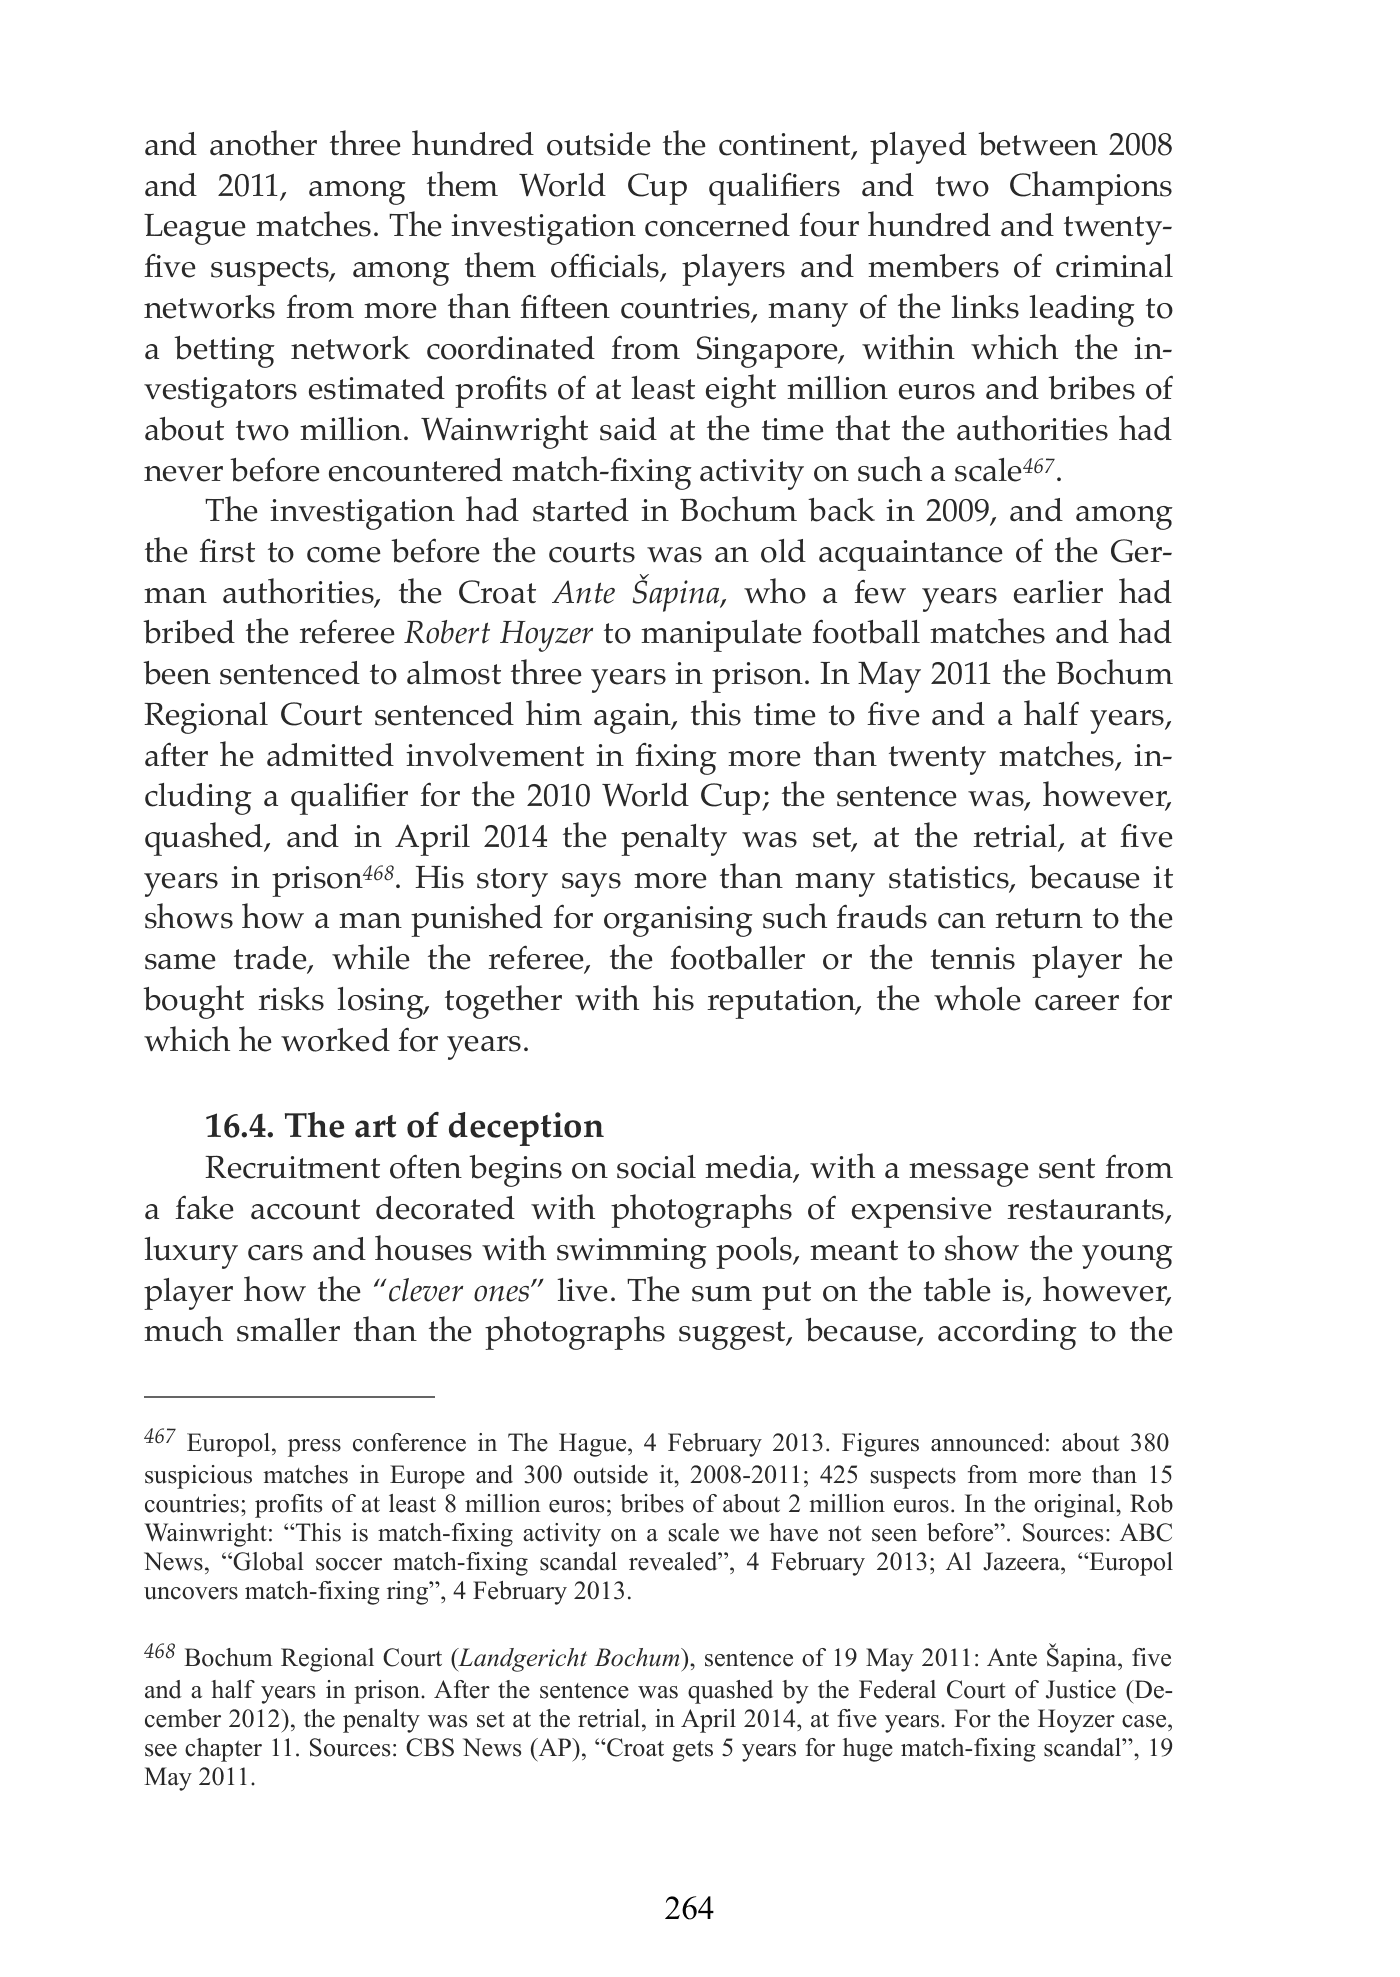 and another three hundred outside the continent, played between 2008
and 2011, among them World Cup qualifiers and two Champions
League matches. The investigation concerned four hundred and twenty-
five suspects, among them officials, players and members of criminal
networks from more than fifteen countries, many of the links leading to
a betting network coordinated from Singapore, within which the in-
vestigators estimated profits of at least eight million euros and bribes of
about two million. Wainwright said at the time that the authorities had
never before encountered match-fixing activity on such a scale467.
The investigation had started in Bochum back in 2009, and among
the first to come before the courts was an old acquaintance of the Ger-
man authorities, the Croat Ante Šapina, who a few years earlier had
bribed the referee Robert Hoyzer to manipulate football matches and had
been sentenced to almost three years in prison. In May 2011 the Bochum
Regional Court sentenced him again, this time to five and a half years,
after he admitted involvement in fixing more than twenty matches, in-
cluding a qualifier for the 2010 World Cup; the sentence was, however,
quashed, and in April 2014 the penalty was set, at the retrial, at five
years in prison468. His story says more than many statistics, because it
shows how a man punished for organising such frauds can return to the
same trade, while the referee, the footballer or the tennis player he
bought risks losing, together with his reputation, the whole career for
which he worked for years.
16.4. The art of deception
Recruitment often begins on social media, with a message sent from
a fake account decorated with photographs of expensive restaurants,
luxury cars and houses with swimming pools, meant to show the young
player how the “clever ones” live. The sum put on the table is, however,
much smaller than the photographs suggest, because, according to the
467 Europol, press conference in The Hague, 4 February 2013. Figures announced: about 380
suspicious matches in Europe and 300 outside it, 2008-2011; 425 suspects from more than 15
countries; profits of at least 8 million euros; bribes of about 2 million euros. In the original, Rob
Wainwright: “This is match-fixing activity on a scale we have not seen before”. Sources: ABC
News, “Global soccer match-fixing scandal revealed”, 4 February 2013; Al Jazeera, “Europol
uncovers match-fixing ring”, 4 February 2013.
468 Bochum Regional Court (Landgericht Bochum), sentence of 19 May 2011: Ante Šapina, five
and a half years in prison. After the sentence was quashed by the Federal Court of Justice (De-
cember 2012), the penalty was set at the retrial, in April 2014, at five years. For the Hoyzer case,
see chapter 11. Sources: CBS News (AP), “Croat gets 5 years for huge match-fixing scandal”, 19
May 2011.
264